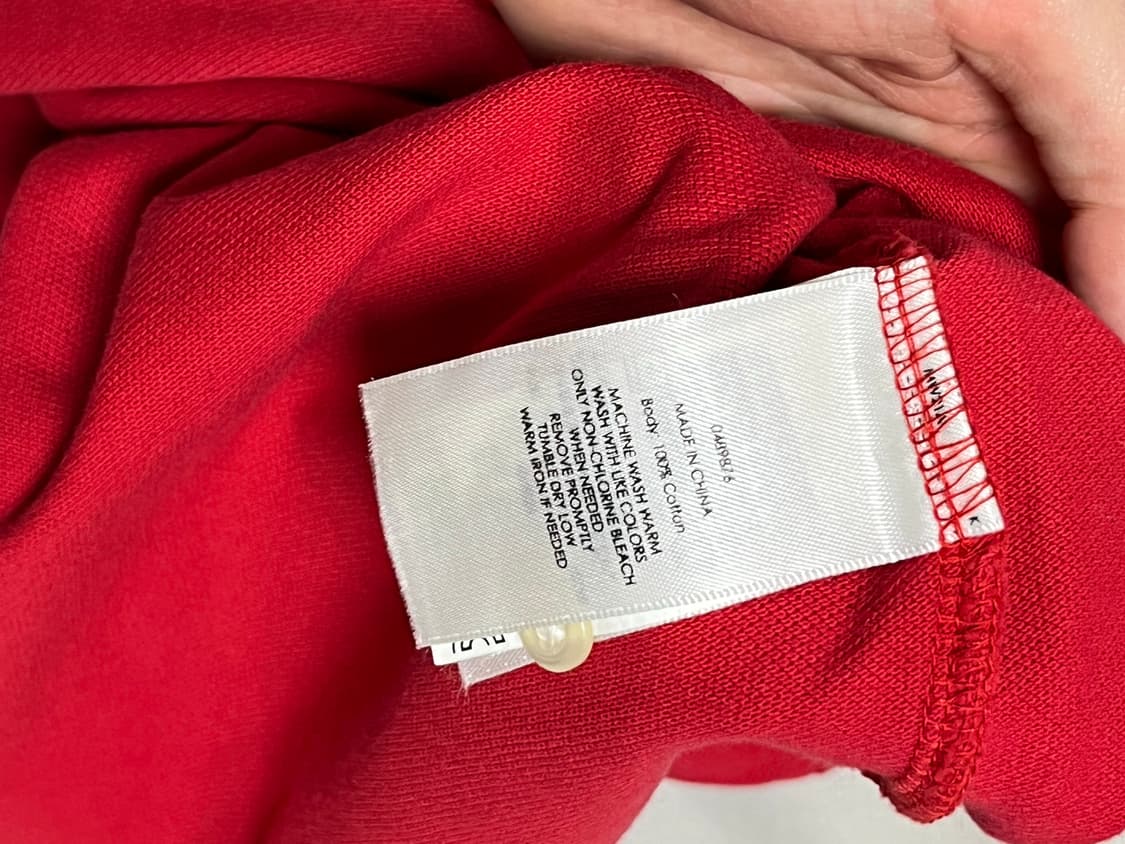 MADE IN CHINA
Body 100% Cotton
MACHINE WASH WARM
WASH WITH LIKE COLORS
ONLY NON-CHLORINE BLEACH
WHEN NEEDED
REMOVE PROMPTLY
TUMBLE DRY LOW
WARM IRON IF NEEDED